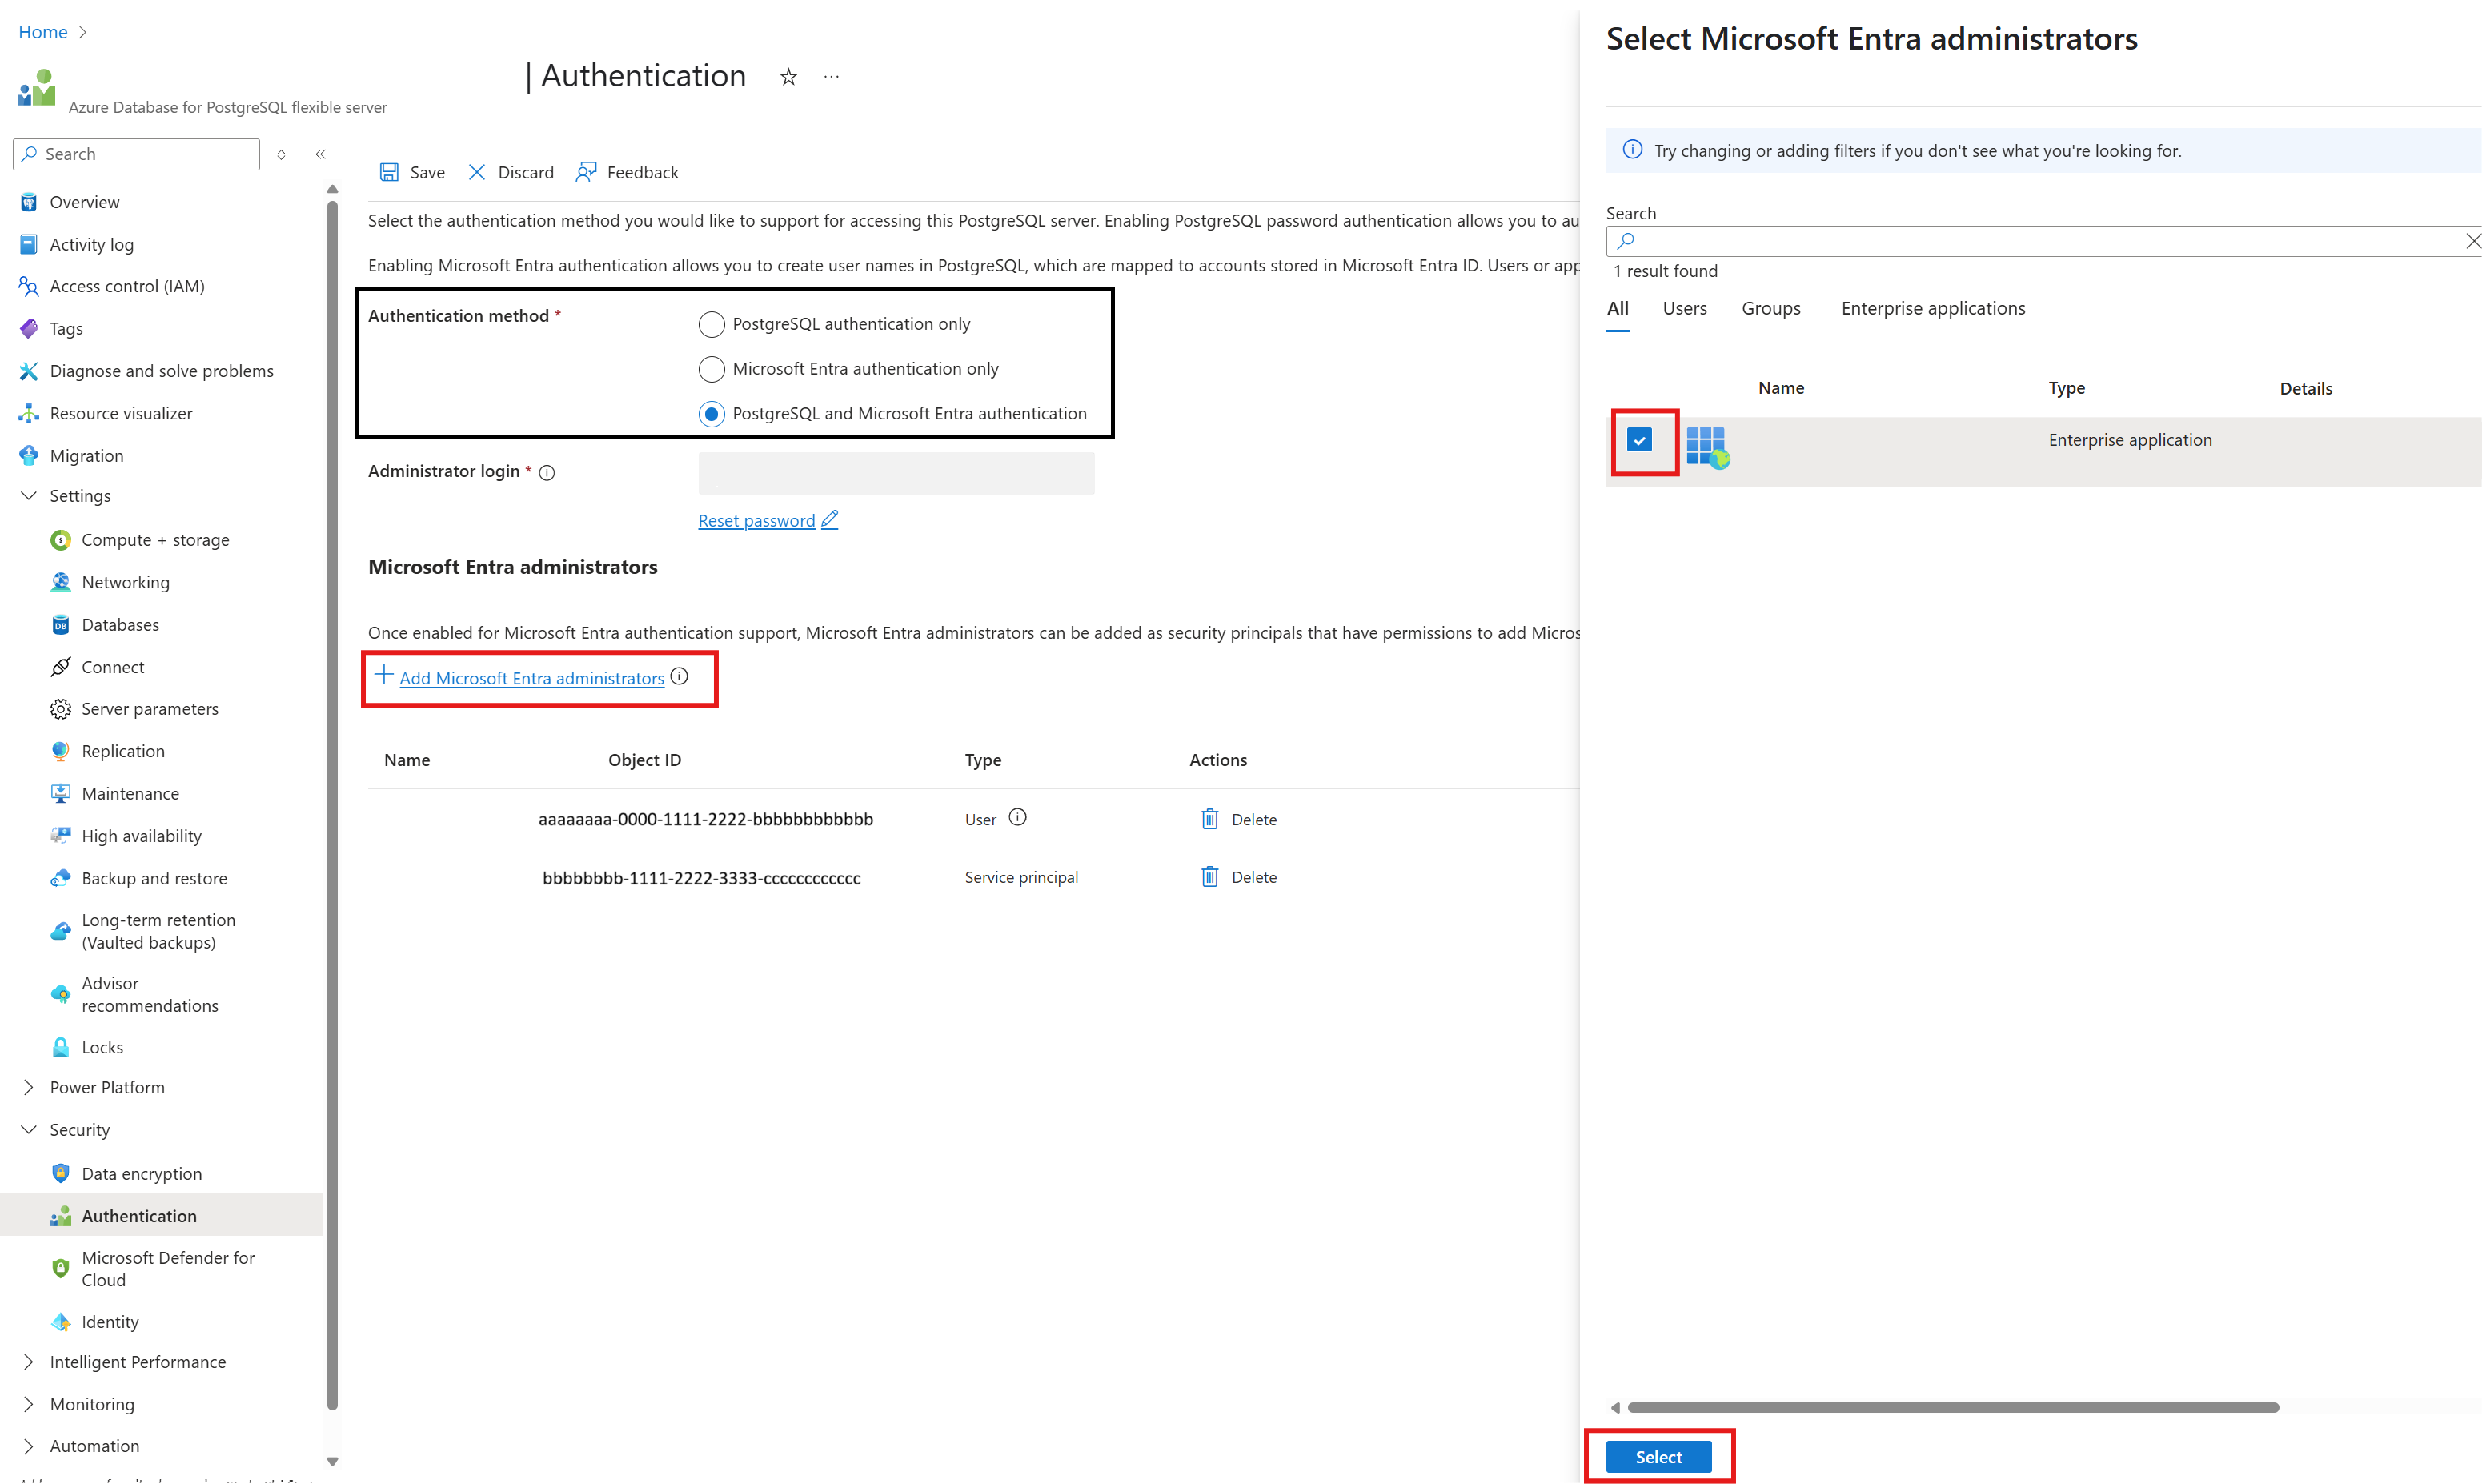 Home
| Authentication
Azure Database for PostgreSQL flexible server
Search
Overview
Activity log
Access control (IAM)
Tags
Diagnose and solve problems
Resource visualizer
Migration
Settings
Compute + storage
Networking
Databases
Connect
Server parameters
Replication
Maintenance
High availability
Backup and restore
Long-term retention
(Vaulted backups)
Advisor
recommendations
Locks
Power Platform
Security
Data encryption
Authentication
Microsoft Defender for
Cloud
Identity
Intelligent Performance
Monitoring
Automation
Save Discard Feedback
Select the authentication method you would like to support for accessing this PostgreSQL server. Enabling PostgreSQL password authentication allows you to au
Enabling Microsoft Entra authentication allows you to create user names in PostgreSQL, which are mapped to accounts stored in Microsoft Entra ID. Users or app
Authentication method *
PostgreSQL authentication only
Microsoft Entra authentication only
PostgreSQL and Microsoft Entra authentication
Administrator login *
Reset password
Microsoft Entra administrators
Once enabled for Microsoft Entra authentication support, Microsoft Entra administrators can be added as security principals that have permissions to add Micros
Add Microsoft Entra administrators
Name Object ID Type Actions
aaaaaaaa-0000-1111-2222-bbbbbbbbbbbb User Delete
bbbbbbbb-1111-2222-3333-cccccccccccc Service principal Delete
Select Microsoft Entra administrators
Try changing or adding filters if you don't see what you're looking for.
Search
1 result found
All Users Groups Enterprise applications
Name Type Details
Enterprise application
Select